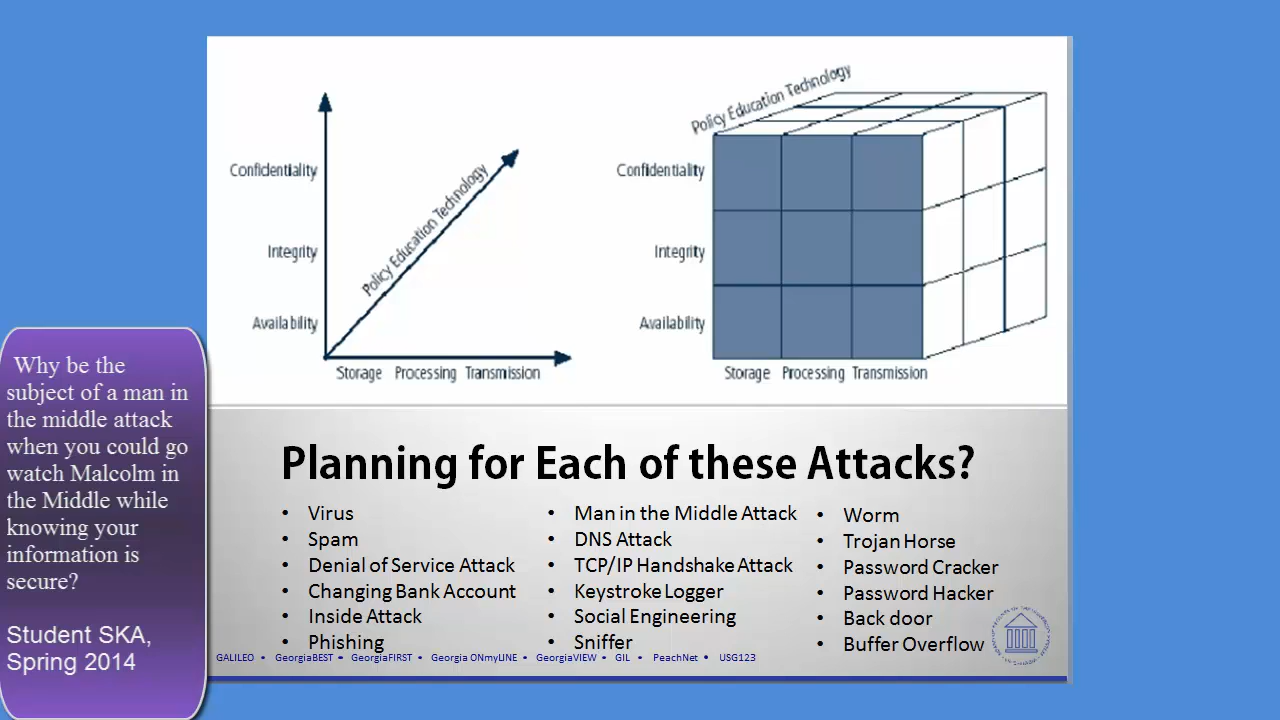 Confidentiality
Integrity
Availability
Policy Education Technology
Storage Processing Transmission
Policy Education Technology
Confidentiality
Integrity
Availability
Storage Processing Transmission
Why be the
subject of a man in
the middle attack
when you could go
watch Malcolm in
the Middle while
knowing your
information is
secure?
Student SKA,
Spring 2014
Planning for Each of these Attacks?
• Virus
• Spam
• Denial of Service Attack
• Changing Bank Account
• Inside Attack
• Phishing
• Man in the Middle Attack
• DNS Attack
• TCP/IP Handshake Attack
• Keystroke Logger
• Social Engineering
• Sniffer
• Worm
• Trojan Horse
• Password Cracker
• Password Hacker
• Back door
• Buffer Overflow
GALILEO • GeorgiaBEST • GeorgiaFIRST • Georgia ONmyLINE • GeorgiaVIEW • GIL • PeachNet • USG123